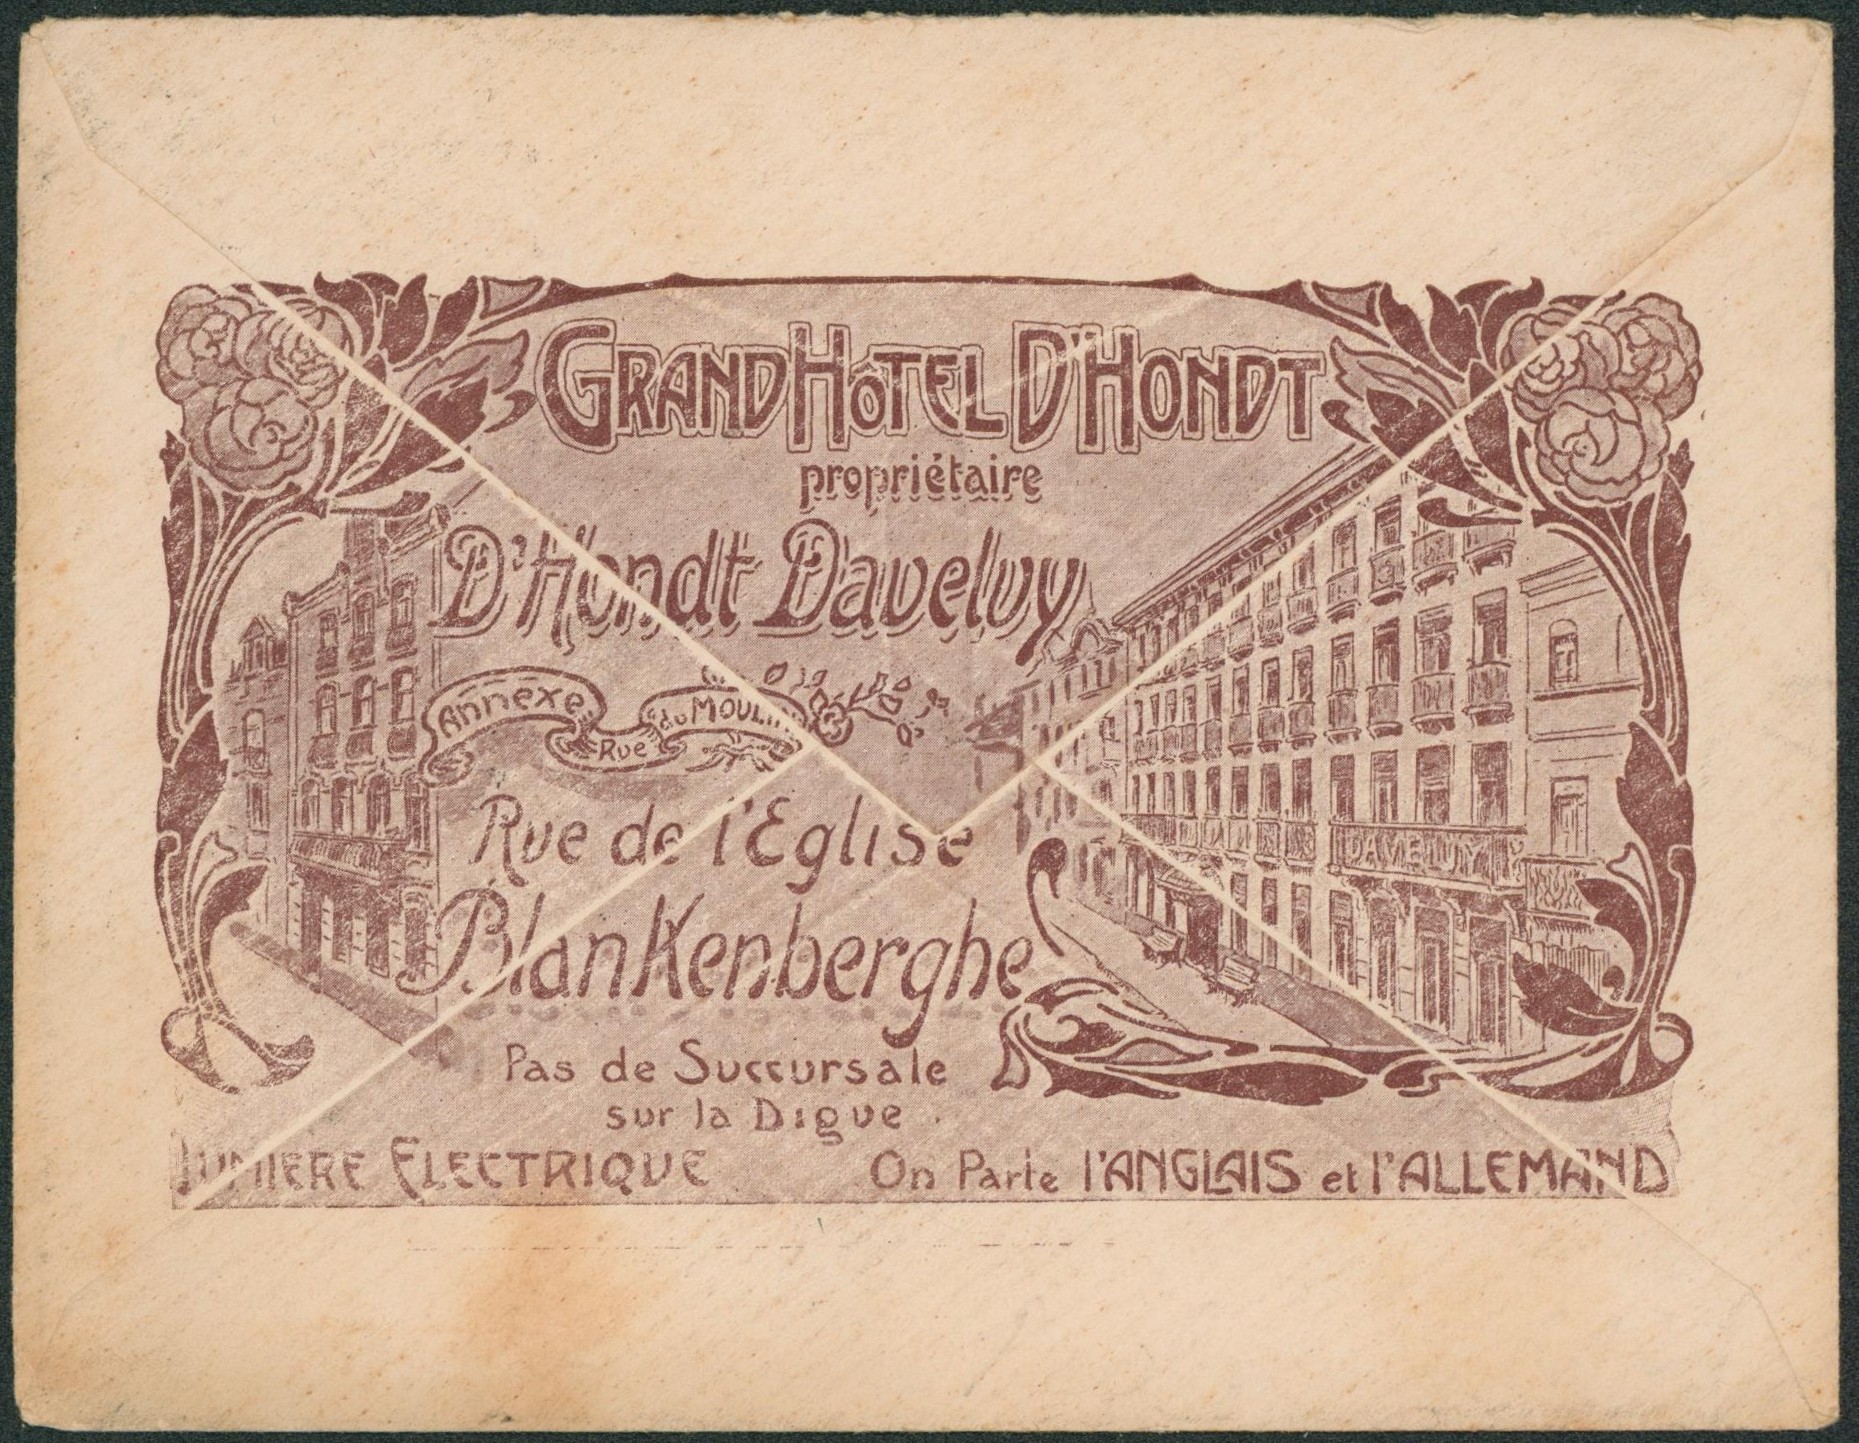 GRAND HôTEL D'HONDT
propriétaire
D'Hondt Daveluy
Annexe Rue du MOULIN
Rue de l'Eglise
Blankenberghe
DAVELUY
Pas de Succursale
sur la Digue.
LUMIERE ELECTRIQUE On Parle l'ANGLAIS et l'ALLEMAND